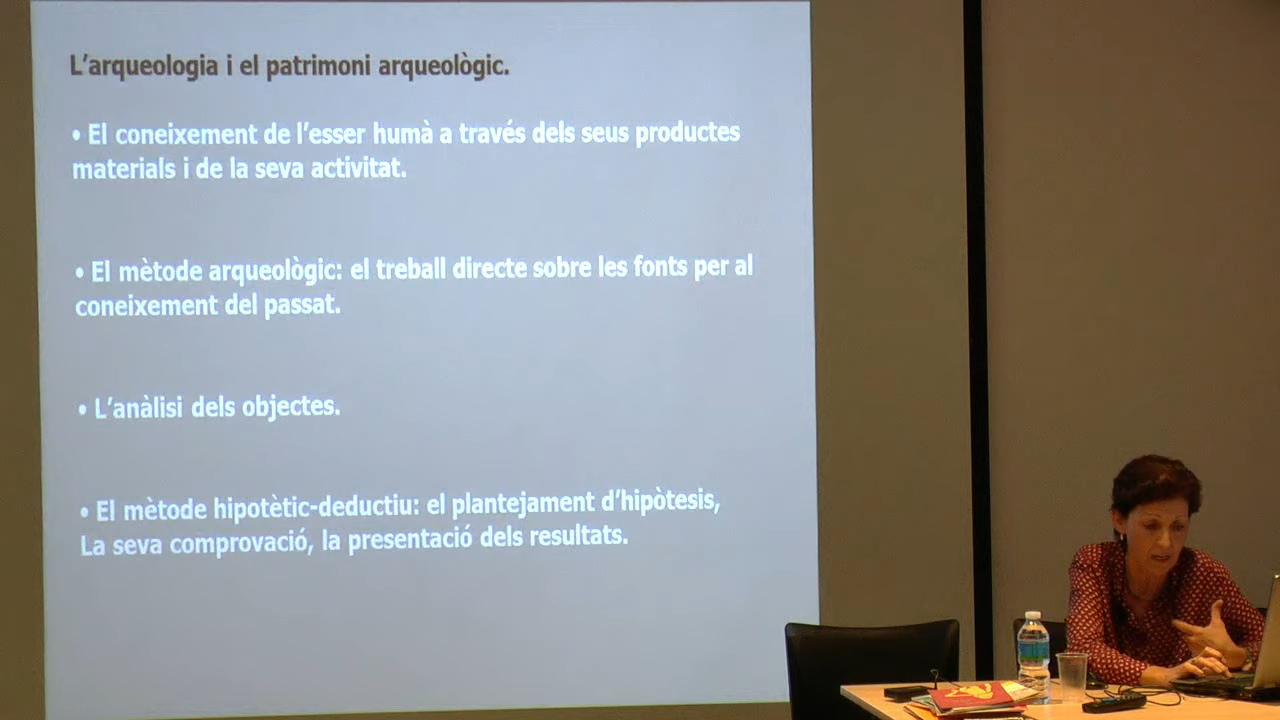 L'arqueologia i el patrimoni arqueològic.
• El coneixement de l'esser humà a través dels seus productes
materials i de la seva activitat.
• El mètode arqueològic: el treball directe sobre les fonts per al
coneixement del passat.
• L'anàlisi dels objectes.
• El mètode hipotètic-deductiu: el plantejament d'hipòtesis,
La seva comprovació, la presentació dels resultats.